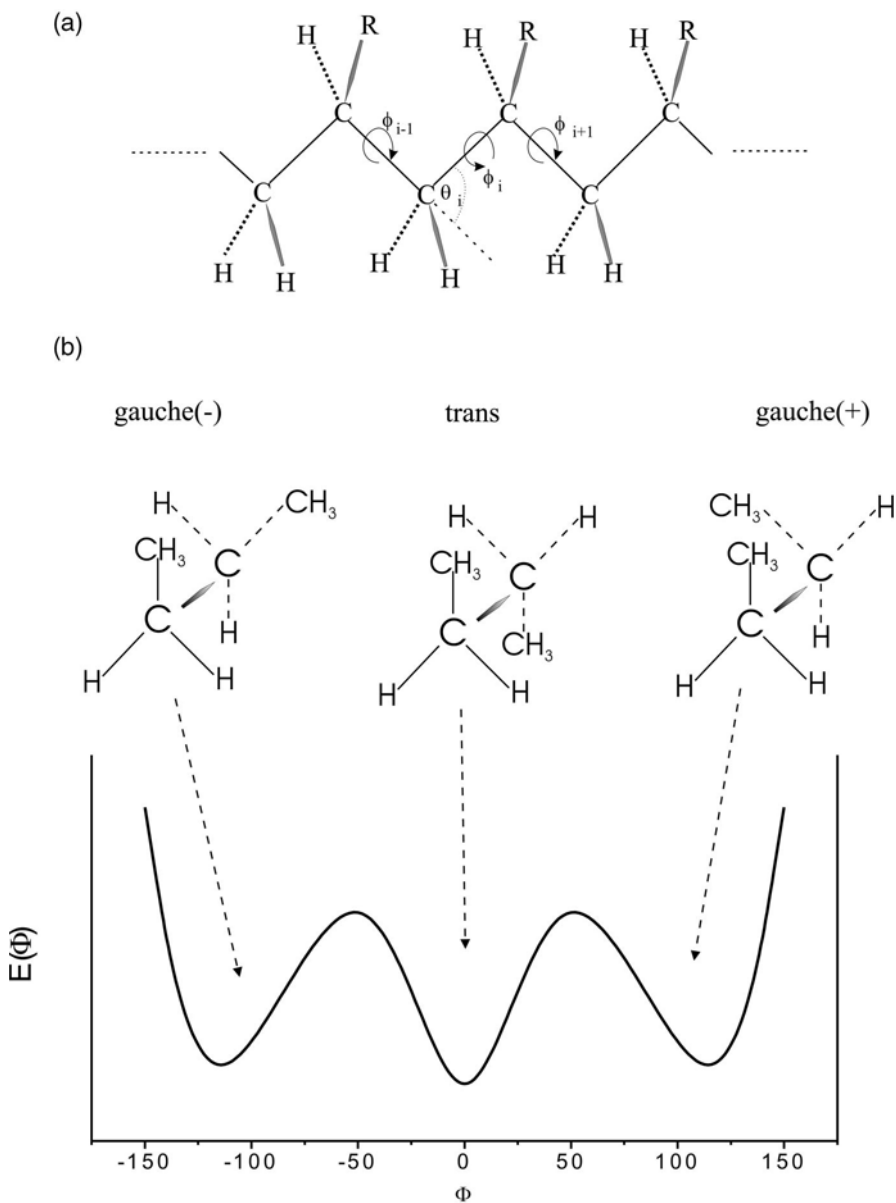 (a)
H R H R H R
C C C
ϕ i-1 ϕ i+1
ϕ i
C C θ i C
H H H H H H
(b)
gauche(-) trans gauche(+)
H CH3 H H CH3 H
CH3 C CH3 C CH3 C
C H C CH3 C H
H H H H H H
E(Φ)
-150 -100 -50 0 50 100 150
Φ